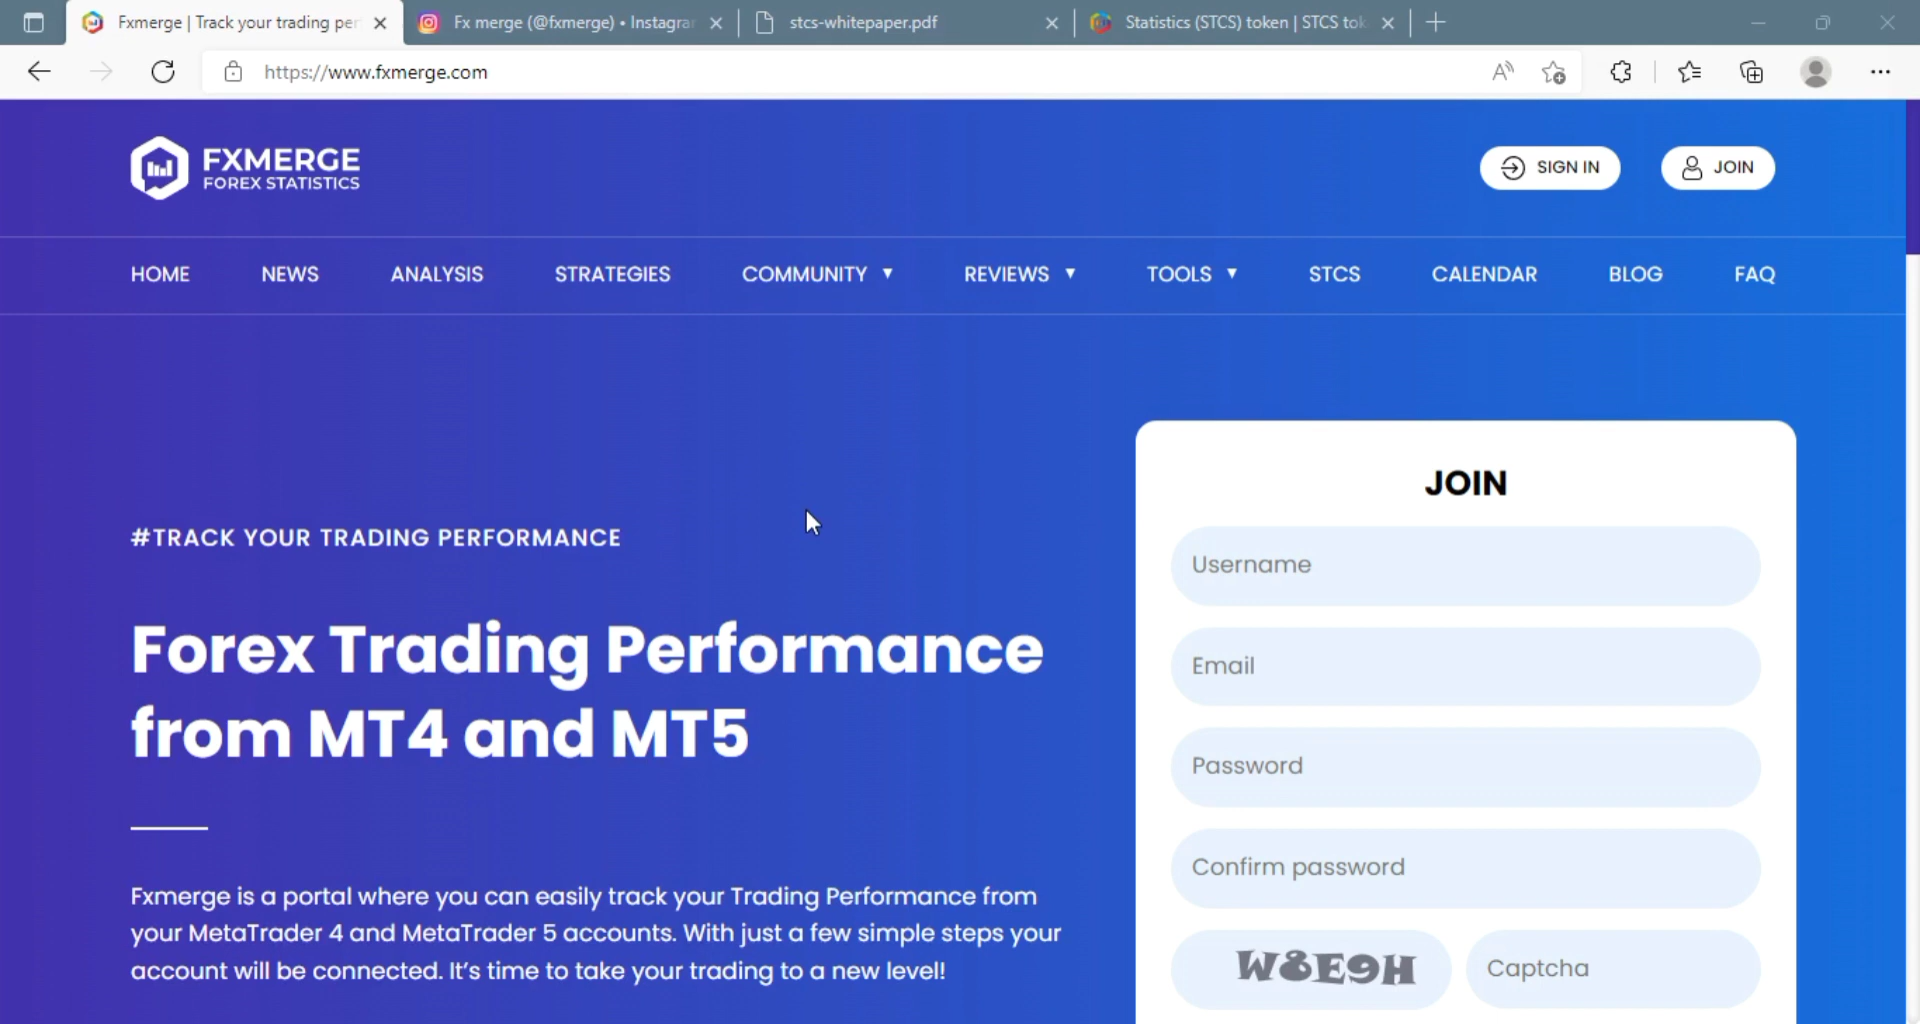 Fxmerge | Track your trading per
Fx merge (@fxmerge) • Instagrar
stcs-whitepaper.pdf
Statistics (STCS) token | STCS tok
https://www.fxmerge.com
FXMERGE
FOREX STATISTICS
SIGN IN
JOIN
HOME NEWS ANALYSIS STRATEGIES COMMUNITY ▼ REVIEWS ▼ TOOLS ▼ STCS CALENDAR BLOG FAQ
#TRACK YOUR TRADING PERFORMANCE
Forex Trading Performance
from MT4 and MT5
Fxmerge is a portal where you can easily track your Trading Performance from
your MetaTrader 4 and MetaTrader 5 accounts. With just a few simple steps your
account will be connected. It’s time to take your trading to a new level!
JOIN
Username
Email
Password
Confirm password
W8E9H
Captcha